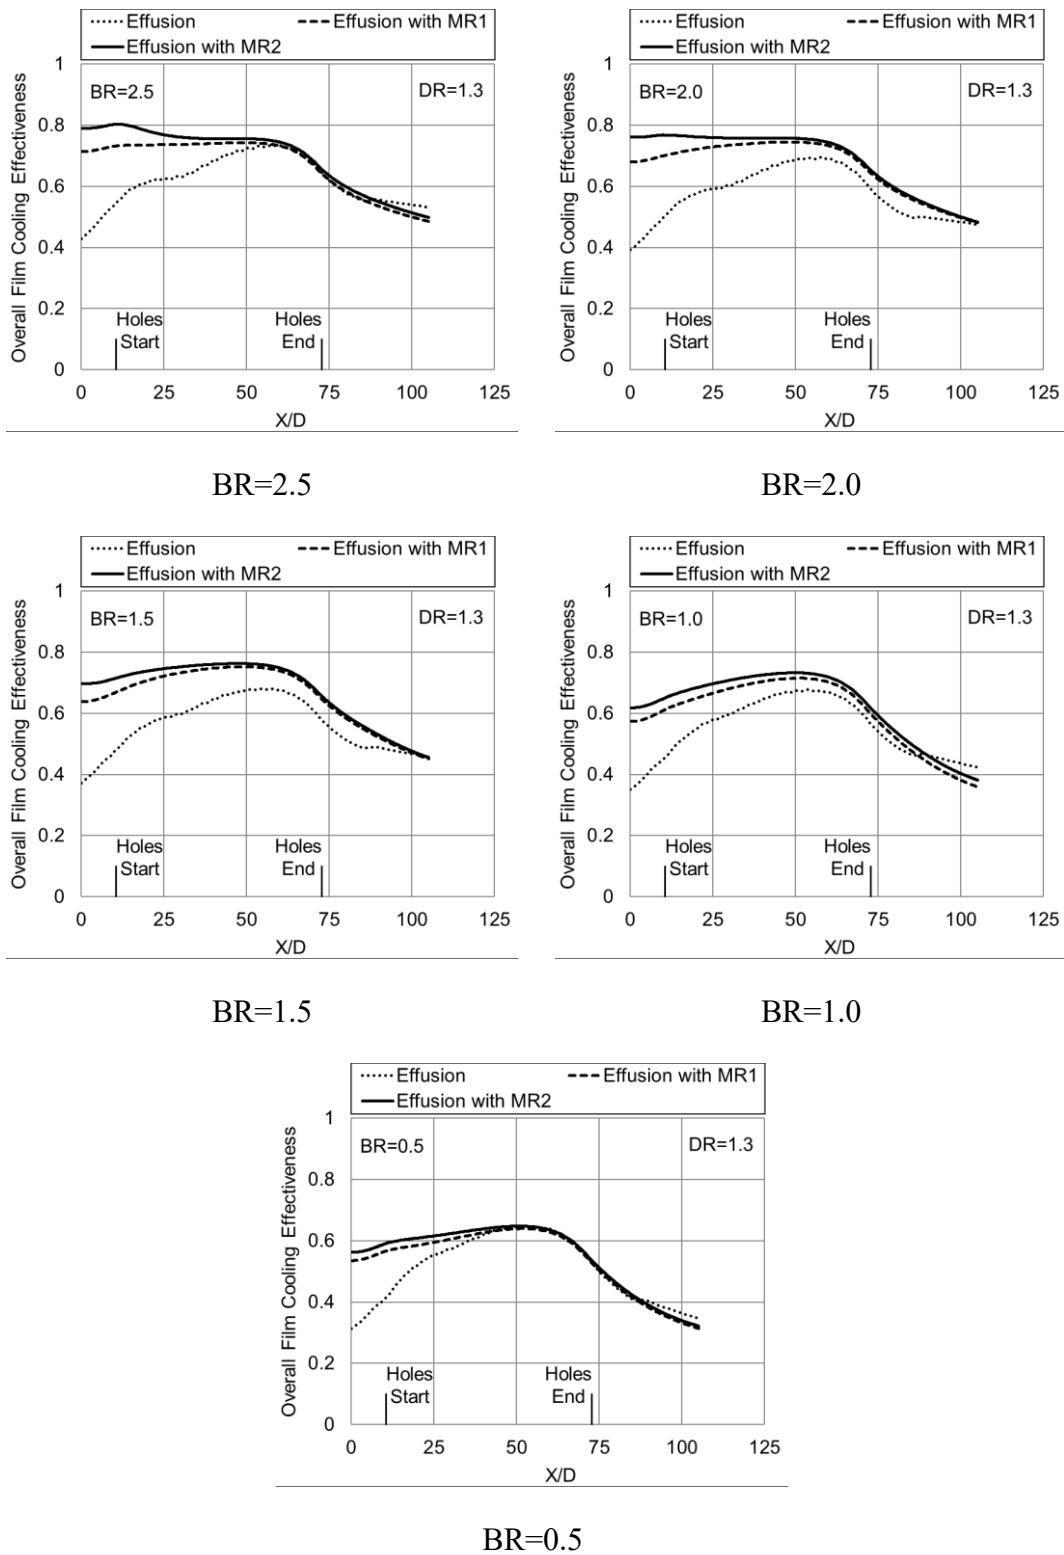 Effusion Effusion with MR1
Effusion with MR2
BR=2.5 DR=1.3
Overall Film Cooling Effectiveness
1
0.8
0.6
0.4
0.2
0
Holes Start
Holes End
0 25 50 75 100 125
X/D
BR=2.5
Effusion Effusion with MR1
Effusion with MR2
BR=2.0 DR=1.3
Overall Film Cooling Effectiveness
1
0.8
0.6
0.4
0.2
0
Holes Start
Holes End
0 25 50 75 100 125
X/D
BR=2.0
Effusion Effusion with MR1
Effusion with MR2
BR=1.5 DR=1.3
Overall Film Cooling Effectiveness
1
0.8
0.6
0.4
0.2
0
Holes Start
Holes End
0 25 50 75 100 125
X/D
BR=1.5
Effusion Effusion with MR1
Effusion with MR2
BR=1.0 DR=1.3
Overall Film Cooling Effectiveness
1
0.8
0.6
0.4
0.2
0
Holes Start
Holes End
0 25 50 75 100 125
X/D
BR=1.0
Effusion Effusion with MR1
Effusion with MR2
BR=0.5 DR=1.3
Overall Film Cooling Effectiveness
1
0.8
0.6
0.4
0.2
0
Holes Start
Holes End
0 25 50 75 100 125
X/D
BR=0.5